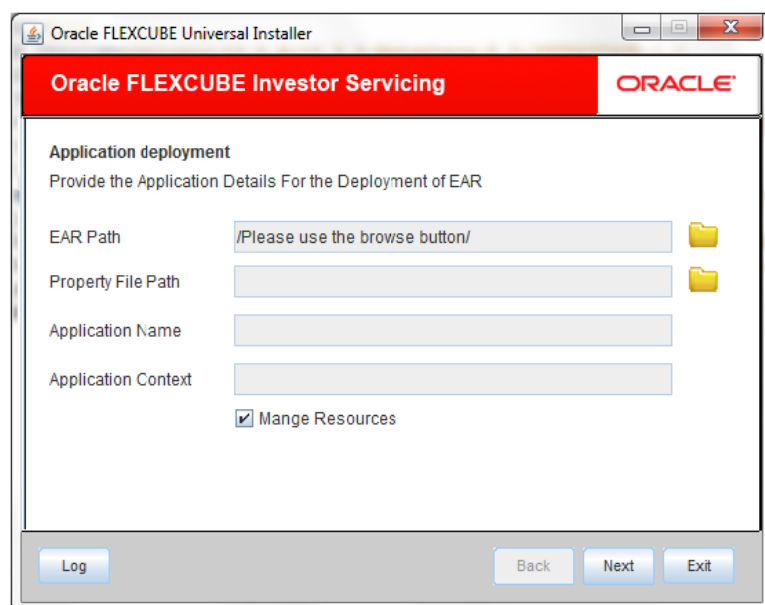 Oracle FLEXCUBE Universal Installer
Oracle FLEXCUBE Investor Servicing
ORACLE
Application deployment
Provide the Application Details For the Deployment of EAR
EAR Path /Please use the browse button/
Property File Path
Application Name
Application Context
Mange Resources
Log Back Next Exit